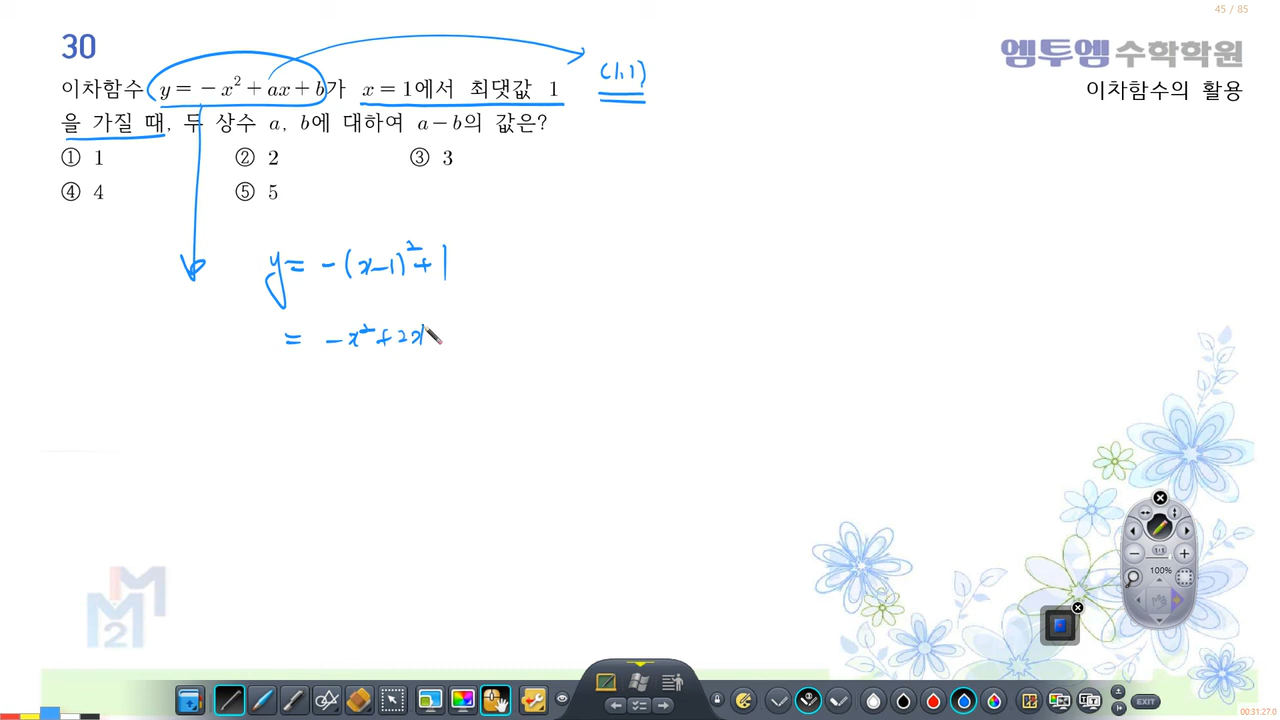 45 / 85
30
엠투엠수학학원
이차함수 y = −x² + ax + b가 x = 1에서 최댓값 1
을 가질 때, 두 상수 a, b에 대하여 a − b의 값은?
이차함수의 활용
(1,1)
① 1 ② 2 ③ 3
④ 4 ⑤ 5
y = -(x-1)²+1
= -x²+2x
1:1
100%
M M 2
EXIT
00:31:27.0